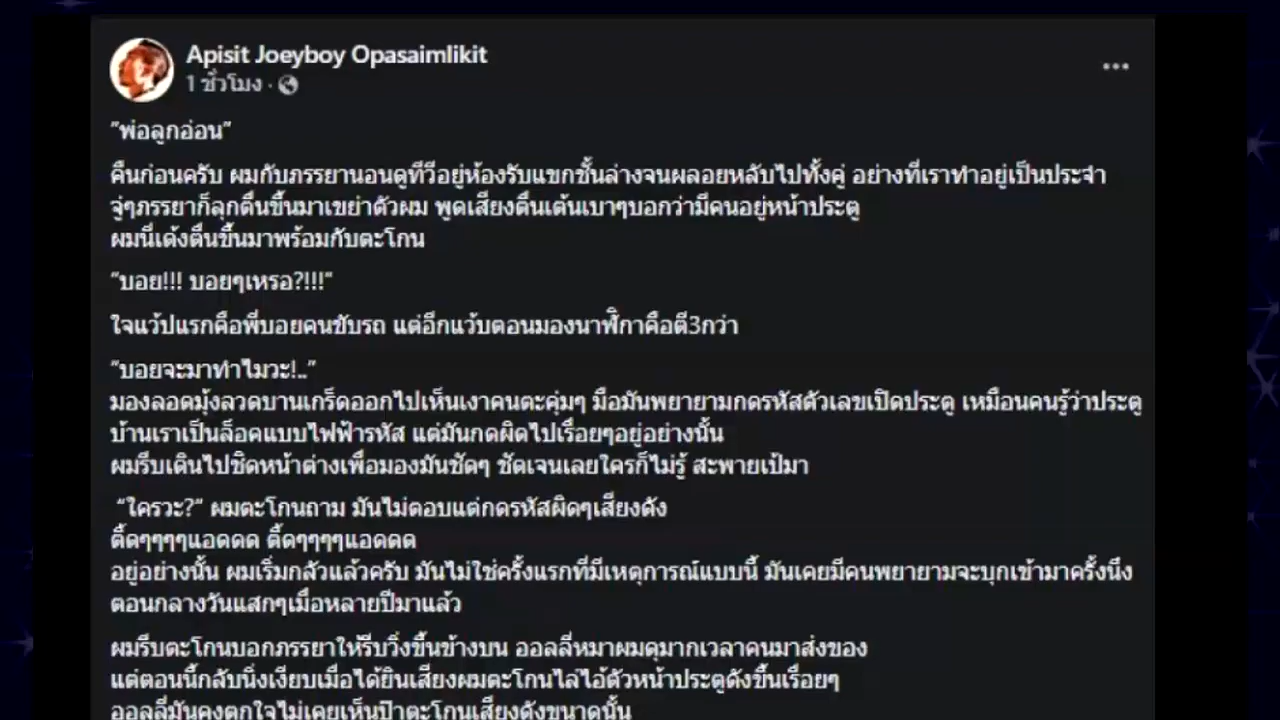 Apisit Joeyboy Opasaimlikit
1 ชั่วโมง ·
“พ่อลูกอ่อน”
คืนก่อนครับ ผมกับภรรยานอนดูทีวีอยู่ห้องรับแขกชั้นล่างจนผลอยหลับไปทั้งคู่ อย่างที่เราทำอยู่เป็นประจำ
จู่ๆภรรยาก็ลุกตื่นขึ้นมาเขย่าตัวผม พูดเสียงตื่นเต้นเบาๆบอกว่ามีคนอยู่หน้าประตู
ผมนี่เด้งตื่นขึ้นมาพร้อมกับตะโกน
“บอย!!! บอยๆเหรอ?!!!”
ใจแว้ปแรกคือพี่บอยคนขับรถ แต่อีกแว้บตอนมองนาฬิกาคือตี3กว่า
“บอยจะมาทำไมวะ!..”
มองลอดมุ้งลวดบานเกร็ดออกไปเห็นเงาคนตะคุ่มๆ มือมันพยายามกดรหัสตัวเลขเปิดประตู เหมือนคนรู้ว่าประตู
บ้านเราเป็นล็อคแบบไฟฟ้ารหัส แต่มันกดผิดไปเรื่อยๆอยู่อย่างนั้น
ผมรีบเดินไปชิดหน้าต่างเพื่อมองมันชัดๆ ชัดเจนเลยใครก็ไม่รู้ สะพายเป้มา
“ใครวะ?” ผมตะโกนถาม มันไม่ตอบแต่กดรหัสผิดๆเสียงดัง
ติ๊ดๆๆๆๆแอดดด ติ๊ดๆๆๆๆแอดดด
อยู่อย่างนั้น ผมเริ่มกลัวแล้วครับ มันไม่ใช่ครั้งแรกที่มีเหตุการณ์แบบนี้ มันเคยมีคนพยายามจะบุกเข้ามาครั้งนึง
ตอนกลางวันแสกๆเมื่อหลายปีมาแล้ว
ผมรีบตะโกนบอกภรรยาให้รีบวิ่งขึ้นข้างบน ออลลี่หมาผมดุมากเวลาคนมาส่งของ
แต่ตอนนี้กลับนิ่งเงียบเมื่อได้ยินเสียงผมตะโกนไล่ไอ้ตัวหน้าประตูดังขึ้นเรื่อยๆ
ออลลี่มันคงตกใจไม่เคยเห็นป๊าตะโกนเสียงดังขนาดนั้น